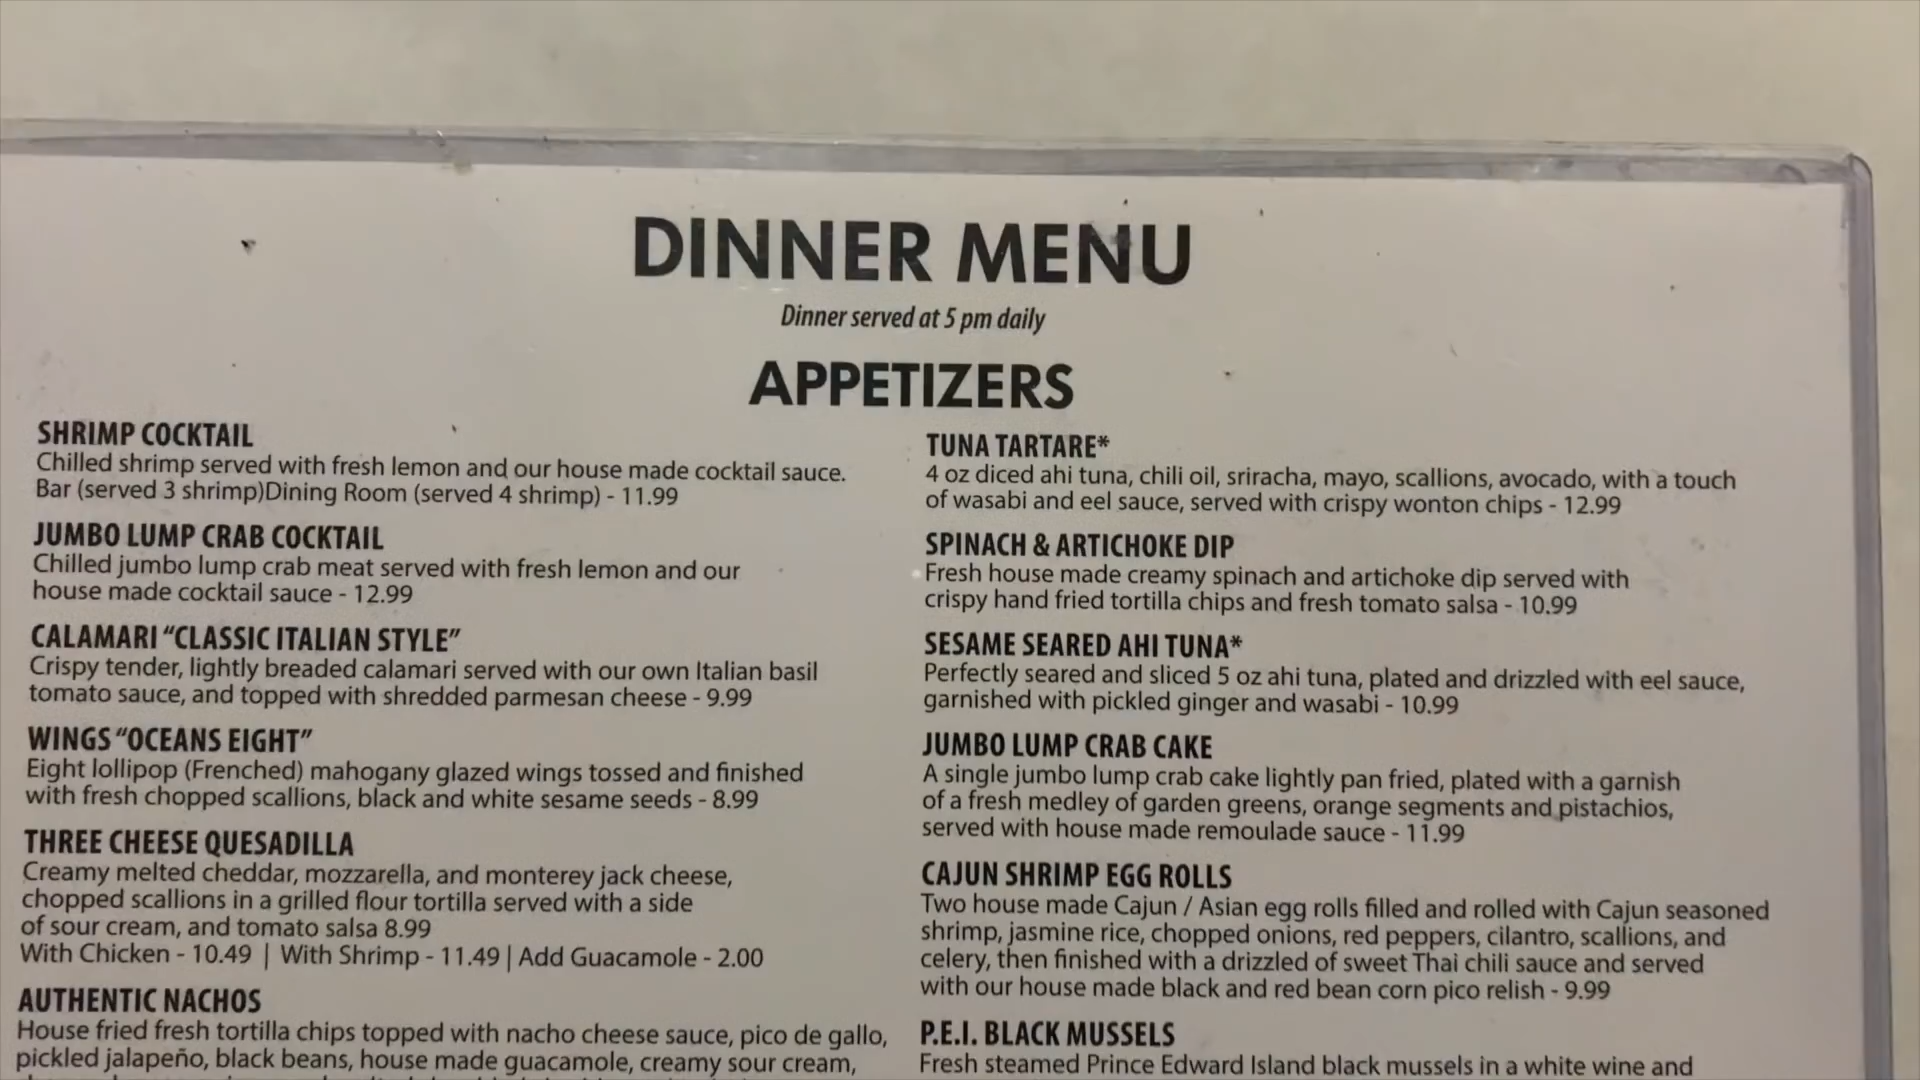 DINNER MENU
Dinner served at 5 pm daily
APPETIZERS
SHRIMP COCKTAIL
Chilled shrimp served with fresh lemon and our house made cocktail sauce.
Bar (served 3 shrimp)Dining Room (served 4 shrimp) - 11.99
JUMBO LUMP CRAB COCKTAIL
Chilled jumbo lump crab meat served with fresh lemon and our
house made cocktail sauce - 12.99
CALAMARI “CLASSIC ITALIAN STYLE”
Crispy tender, lightly breaded calamari served with our own Italian basil
tomato sauce, and topped with shredded parmesan cheese - 9.99
WINGS “OCEANS EIGHT”
Eight lollipop (Frenched) mahogany glazed wings tossed and finished
with fresh chopped scallions, black and white sesame seeds - 8.99
THREE CHEESE QUESADILLA
Creamy melted cheddar, mozzarella, and monterey jack cheese,
chopped scallions in a grilled flour tortilla served with a side
of sour cream, and tomato salsa 8.99
With Chicken - 10.49 | With Shrimp - 11.49 | Add Guacamole - 2.00
AUTHENTIC NACHOS
House fried fresh tortilla chips topped with nacho cheese sauce, pico de gallo,
pickled jalapeño, black beans, house made guacamole, creamy sour cream,
TUNA TARTARE*
4 oz diced ahi tuna, chili oil, sriracha, mayo, scallions, avocado, with a touch
of wasabi and eel sauce, served with crispy wonton chips - 12.99
SPINACH & ARTICHOKE DIP
Fresh house made creamy spinach and artichoke dip served with
crispy hand fried tortilla chips and fresh tomato salsa - 10.99
SESAME SEARED AHI TUNA*
Perfectly seared and sliced 5 oz ahi tuna, plated and drizzled with eel sauce,
garnished with pickled ginger and wasabi - 10.99
JUMBO LUMP CRAB CAKE
A single jumbo lump crab cake lightly pan fried, plated with a garnish
of a fresh medley of garden greens, orange segments and pistachios,
served with house made remoulade sauce - 11.99
CAJUN SHRIMP EGG ROLLS
Two house made Cajun / Asian egg rolls filled and rolled with Cajun seasoned
shrimp, jasmine rice, chopped onions, red peppers, cilantro, scallions, and
celery, then finished with a drizzled of sweet Thai chili sauce and served
with our house made black and red bean corn pico relish - 9.99
P.E.I. BLACK MUSSELS
Fresh steamed Prince Edward Island black mussels in a white wine and